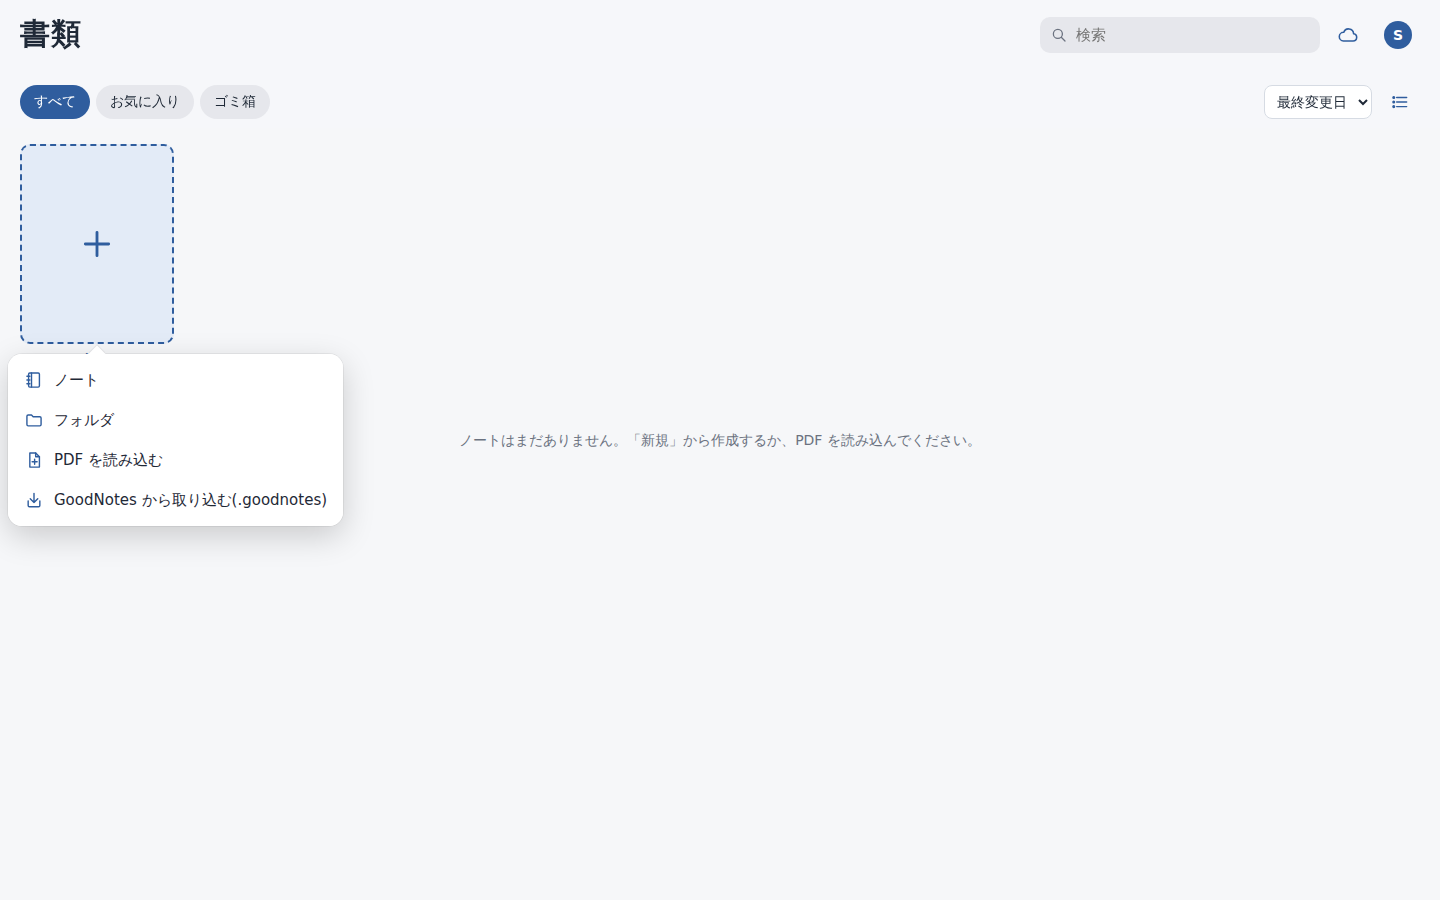 書類
検索
S
すべて
お気に入り
ゴミ箱
最終変更日
ノート
フォルダ
PDF を読み込む
GoodNotes から取り込む(.goodnotes)
ノートはまだありません。「新規」から作成するか、PDF を読み込んでください。